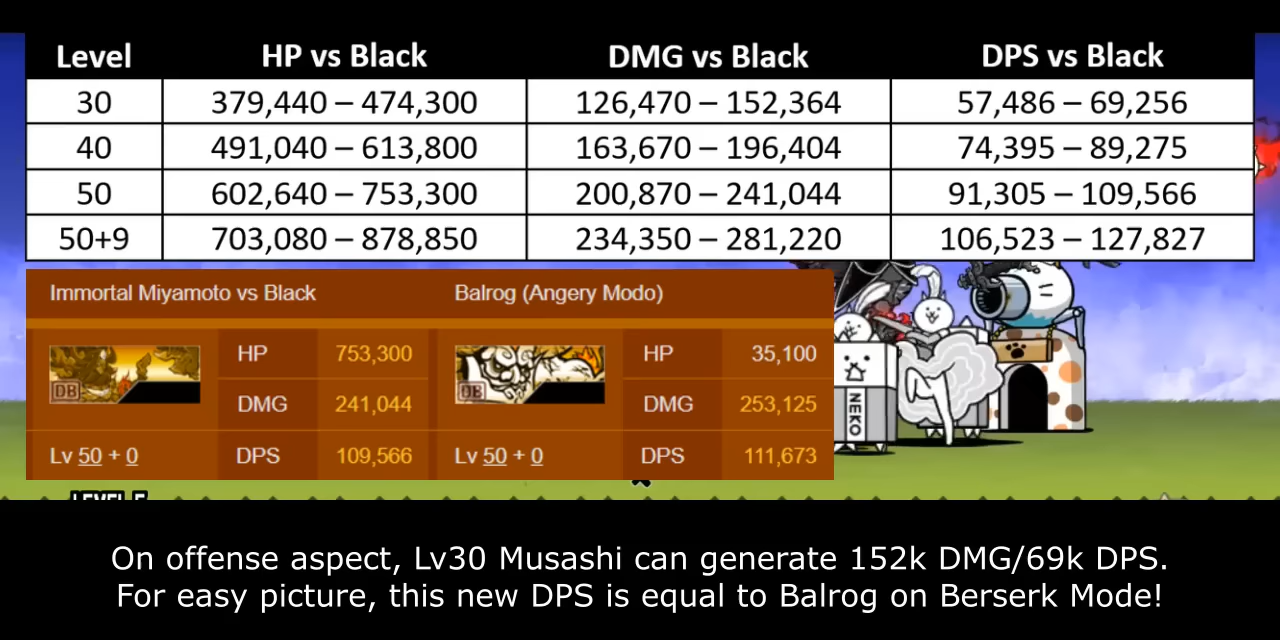 Level HP vs Black DMG vs Black DPS vs Black
30 379,440 – 474,300 126,470 – 152,364 57,486 – 69,256
40 491,040 – 613,800 163,670 – 196,404 74,395 – 89,275
50 602,640 – 753,300 200,870 – 241,044 91,305 – 109,566
50+9 703,080 – 878,850 234,350 – 281,220 106,523 – 127,827
Immortal Miyamoto vs Black Balrog (Angery Modo)
HP 753,300 HP 35,100
DB DB
DMG 241,044 DMG 253,125
Lv 50 + 0 DPS 109,566 Lv 50 + 0 DPS 111,673
NEKO
On offense aspect, Lv30 Musashi can generate 152k DMG/69k DPS.
For easy picture, this new DPS is equal to Balrog on Berserk Mode!